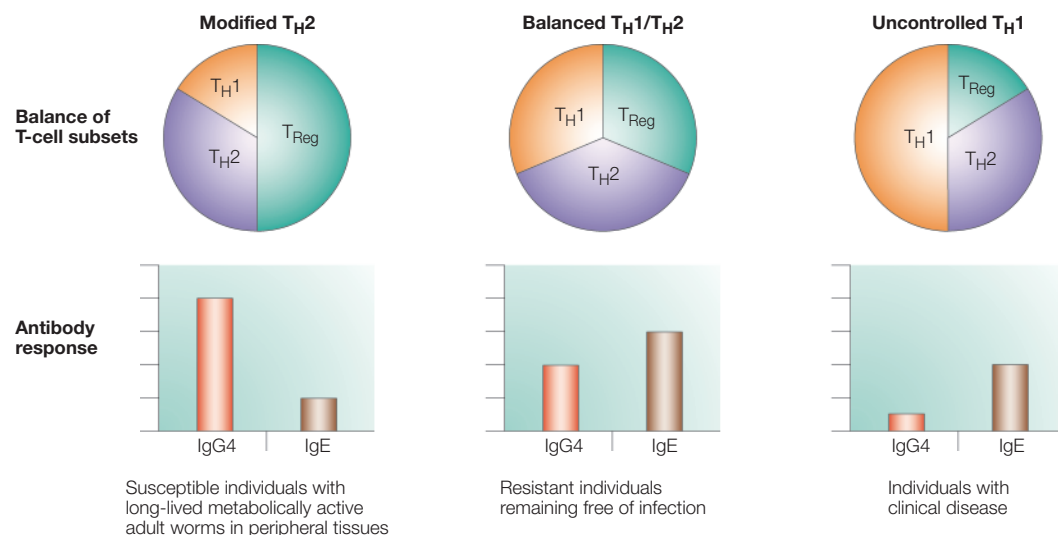 Modified TH2
Balanced TH1/TH2
Uncontrolled TH1
Balance of
T-cell subsets
TH1
TReg
TH2
TH1
TReg
TH2
TReg
TH1
TH2
Antibody
response
IgG4
IgE
IgG4
IgE
IgG4
IgE
Susceptible individuals with
long-lived metabolically active
adult worms in peripheral tissues
Resistant individuals
remaining free of infection
Individuals with
clinical disease